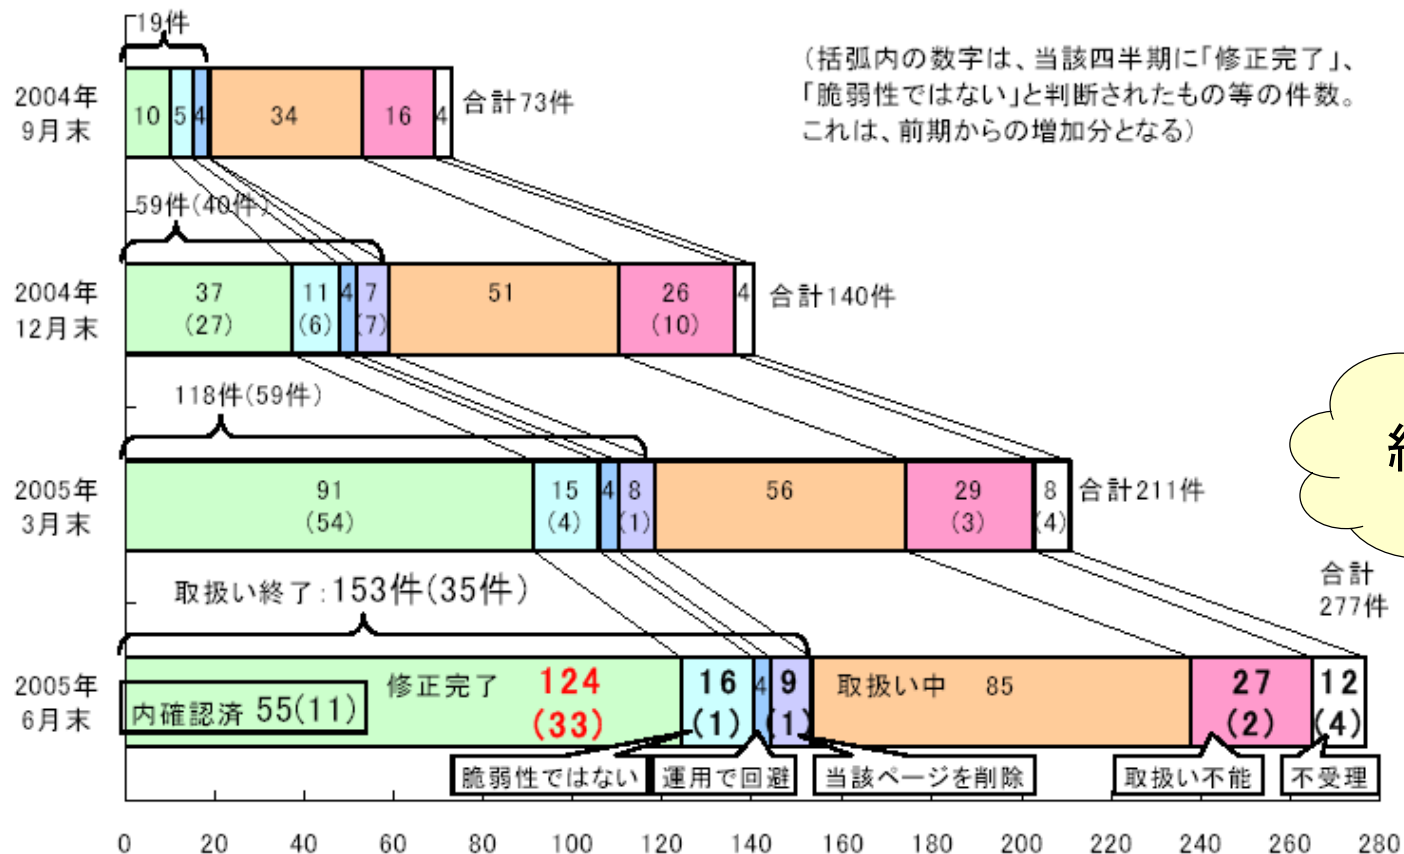 19件
(括弧内の数字は、当該四半期に「修正完了」、
「脆弱性ではない」と判断されたもの等の件数。
これは、前期からの増加分となる)
2004年
9月末
10 5 4 34 16 4 合計73件
59件(40件)
2004年
12月末
37 11 4 7 51 26 4 合計140件
(27) (6) (7) (10)
118件(59件)
2005年
3月末
91 15 4 8 56 29 8 合計211件
(54) (4) (1) (3) (4)
取扱い終了:153件(35件)
合計
277件
2005年
6月末
修正完了 124 16 4 9 取扱い中 85 27 12
内確認済 55(11) (33) (1) (1) (2) (4)
脆弱性ではない 運用で回避 当該ページを削除 取扱い不能 不受理
0 20 40 60 80 100 120 140 160 180 200 220 240 260 280